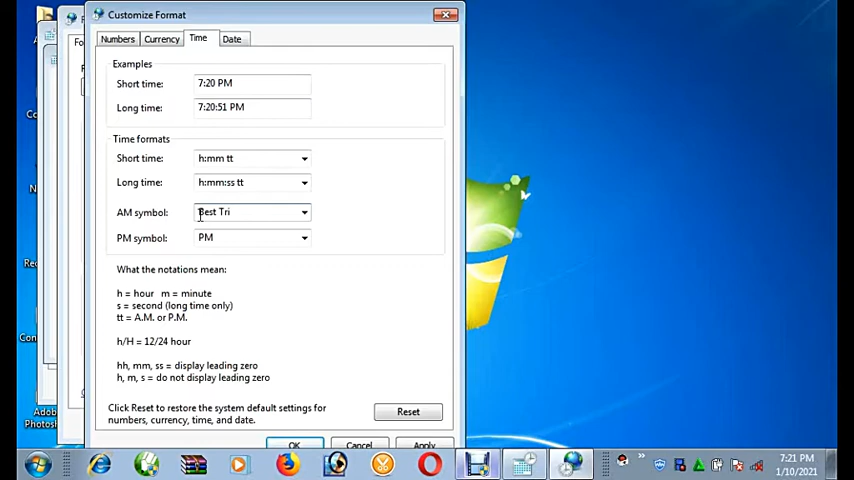 Customize Format
Numbers
Currency
Time
Date
Examples
Short time:
7:20 PM
Long time:
7:20:51 PM
Time formats
Short time:
h:mm tt
Long time:
h:mm:ss tt
AM symbol:
Best Tri
PM symbol:
PM
What the notations mean:
h = hour m = minute
s = second (long time only)
tt = A.M. or P.M.
h/H = 12/24 hour
hh, mm, ss = display leading zero
h, m, s = do not display leading zero
Click Reset to restore the system default settings for
numbers, currency, time, and date.
Reset
OK
Cancel
Apply
Adob
Photosh
7:21 PM
1/10/2021